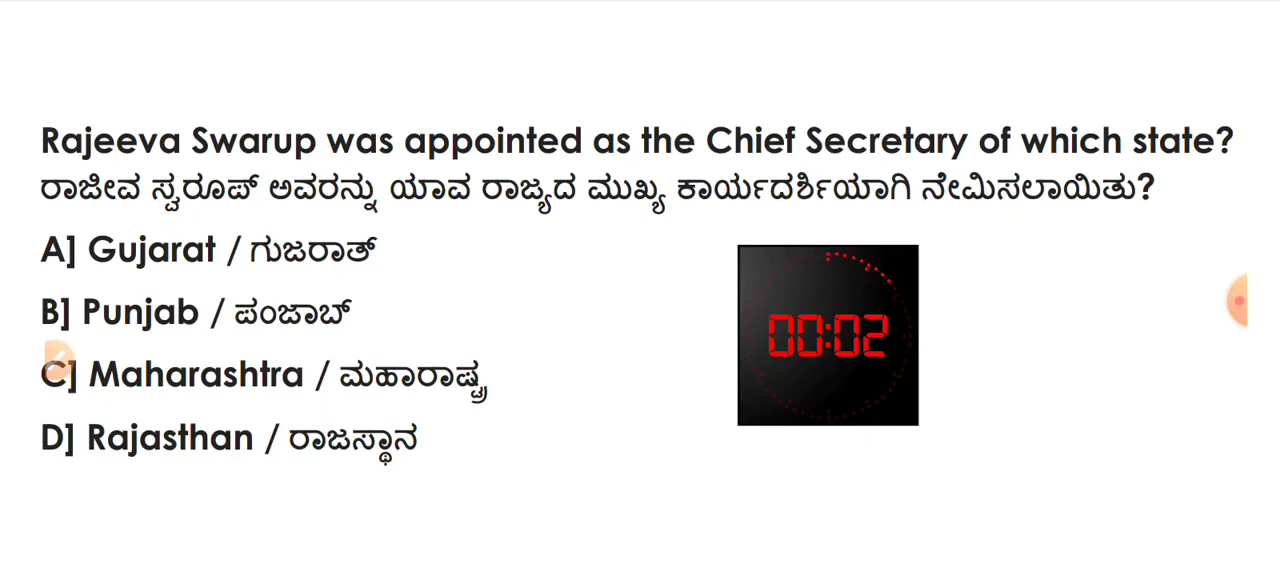 Rajeeva Swarup was appointed as the Chief Secretary of which state?
ರಾಜೀವ ಸ್ವರೂಪ್ ಅವರನ್ನು ಯಾವ ರಾಜ್ಯದ ಮುಖ್ಯ ಕಾರ್ಯದರ್ಶಿಯಾಗಿ ನೇಮಿಸಲಾಯಿತು?
A] Gujarat / ಗುಜರಾತ್
B] Punjab / ಪಂಜಾಬ್
C] Maharashtra / ಮಹಾರಾಷ್ಟ್ರ
D] Rajasthan / ರಾಜಸ್ಥಾನ
00:02